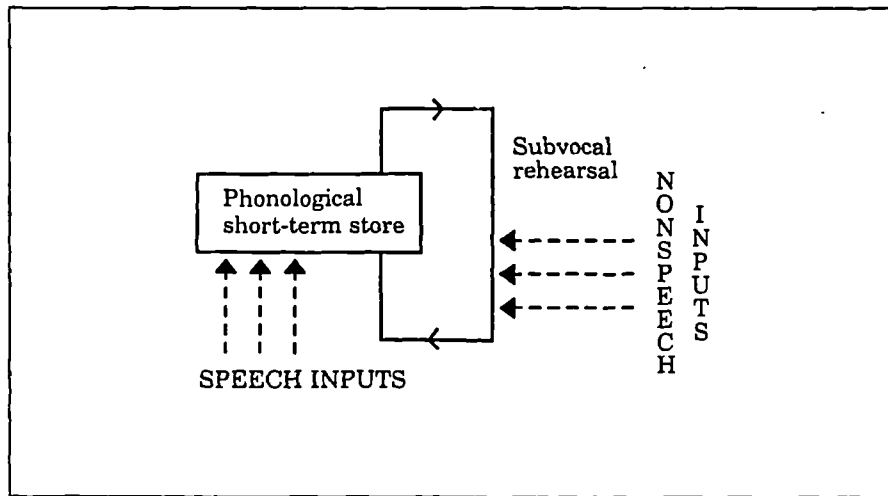 Subvocal
rehearsal
Phonological
short-term store
NONSPEECH
INPUTS
SPEECH INPUTS